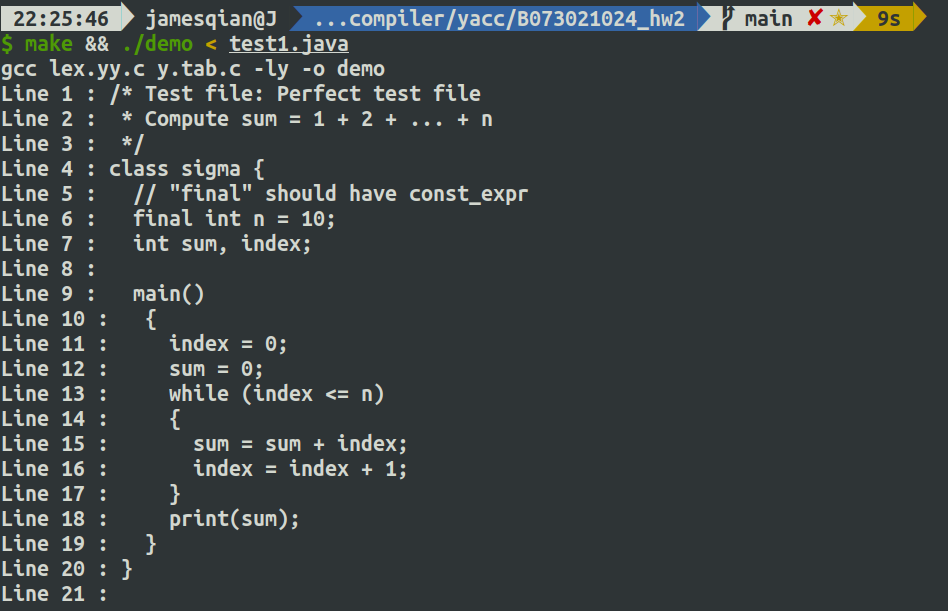 22:25:46 jamesqian@J ...compiler/yacc/B073021024_hw2 main ✘ ★ 9s
$ make && ./demo < test1.java
gcc lex.yy.c y.tab.c -ly -o demo
Line 1 : /* Test file: Perfect test file
Line 2 :  * Compute sum = 1 + 2 + ... + n
Line 3 :  */
Line 4 : class sigma {
Line 5 :   // "final" should have const_expr
Line 6 :   final int n = 10;
Line 7 :   int sum, index;
Line 8 :
Line 9 :   main()
Line 10 :   {
Line 11 :     index = 0;
Line 12 :     sum = 0;
Line 13 :     while (index <= n)
Line 14 :     {
Line 15 :       sum = sum + index;
Line 16 :       index = index + 1;
Line 17 :     }
Line 18 :     print(sum);
Line 19 :   }
Line 20 : }
Line 21 :